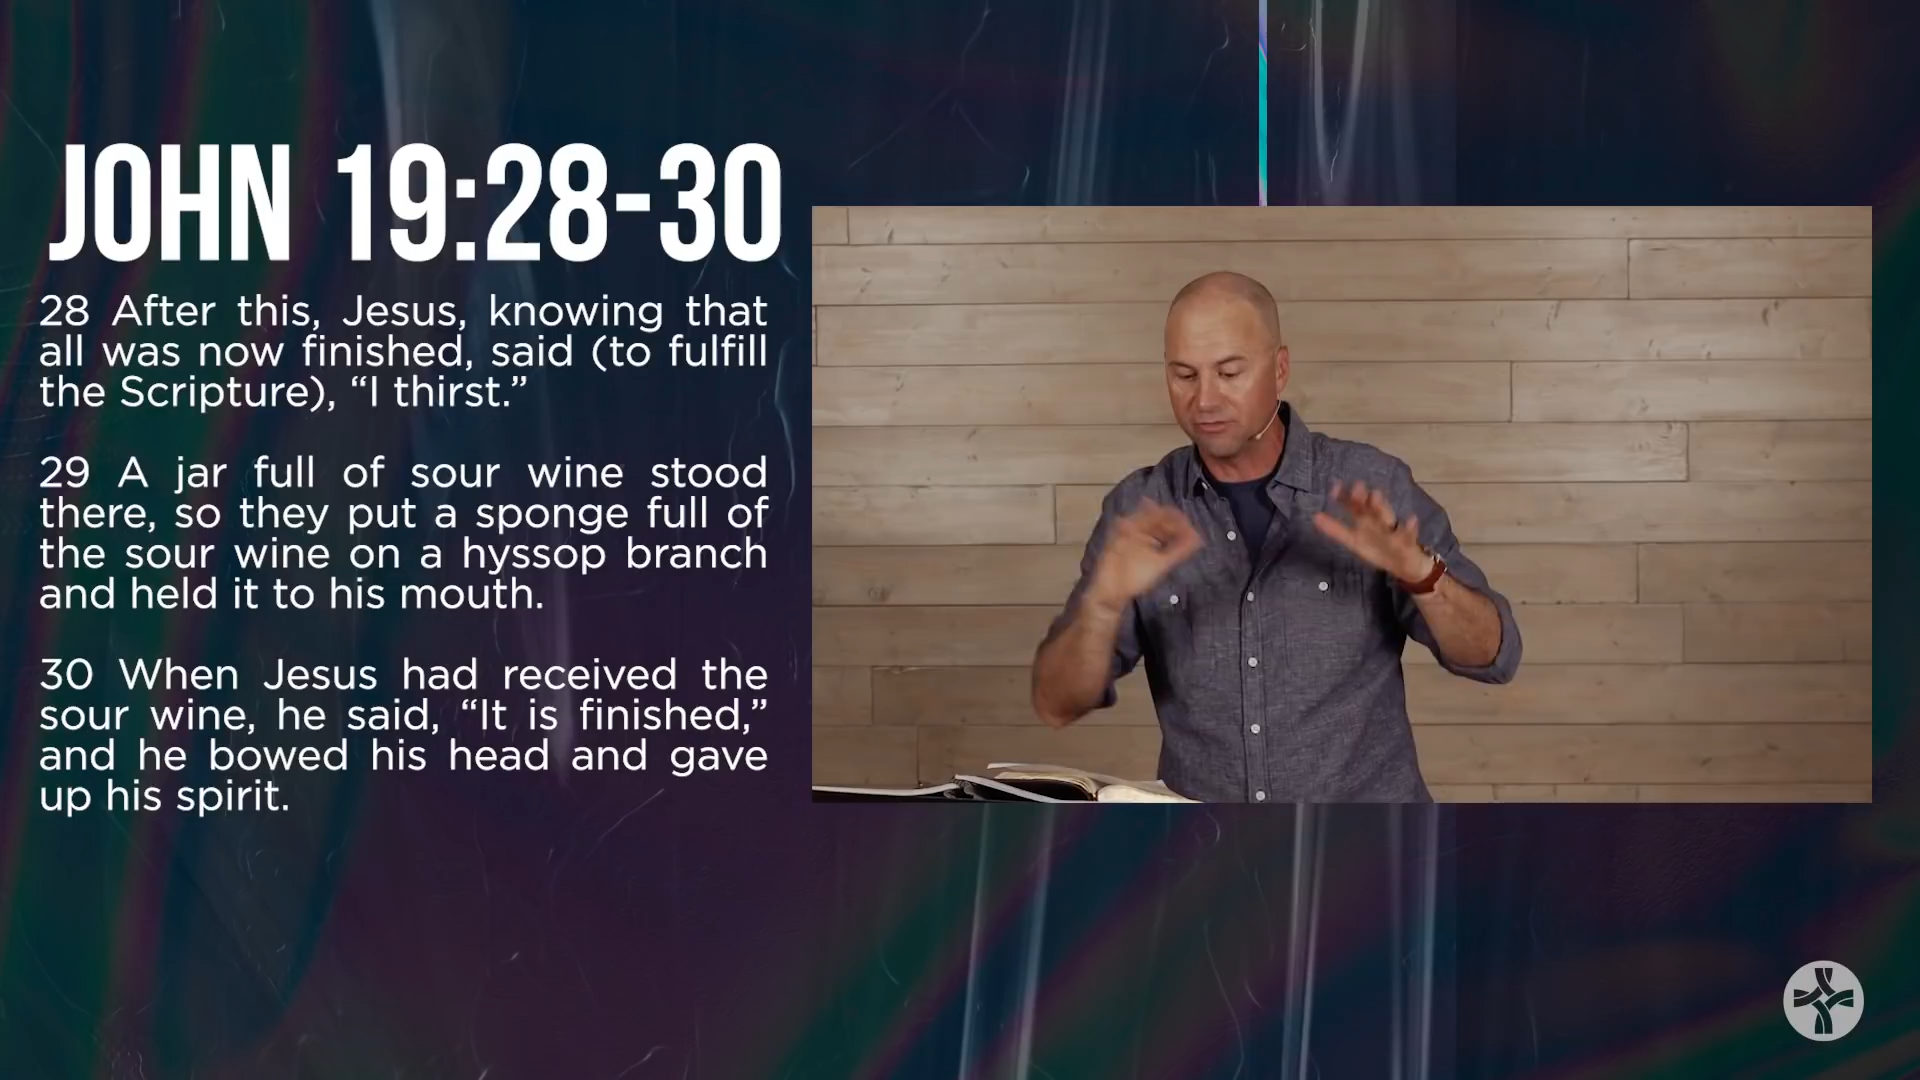 JOHN 19:28-30
28 After this, Jesus, knowing that
all was now finished, said (to fulfill
the Scripture), “I thirst.”
29 A jar full of sour wine stood
there, so they put a sponge full of
the sour wine on a hyssop branch
and held it to his mouth.
30 When Jesus had received the
sour wine, he said, “It is finished,”
and he bowed his head and gave
up his spirit.